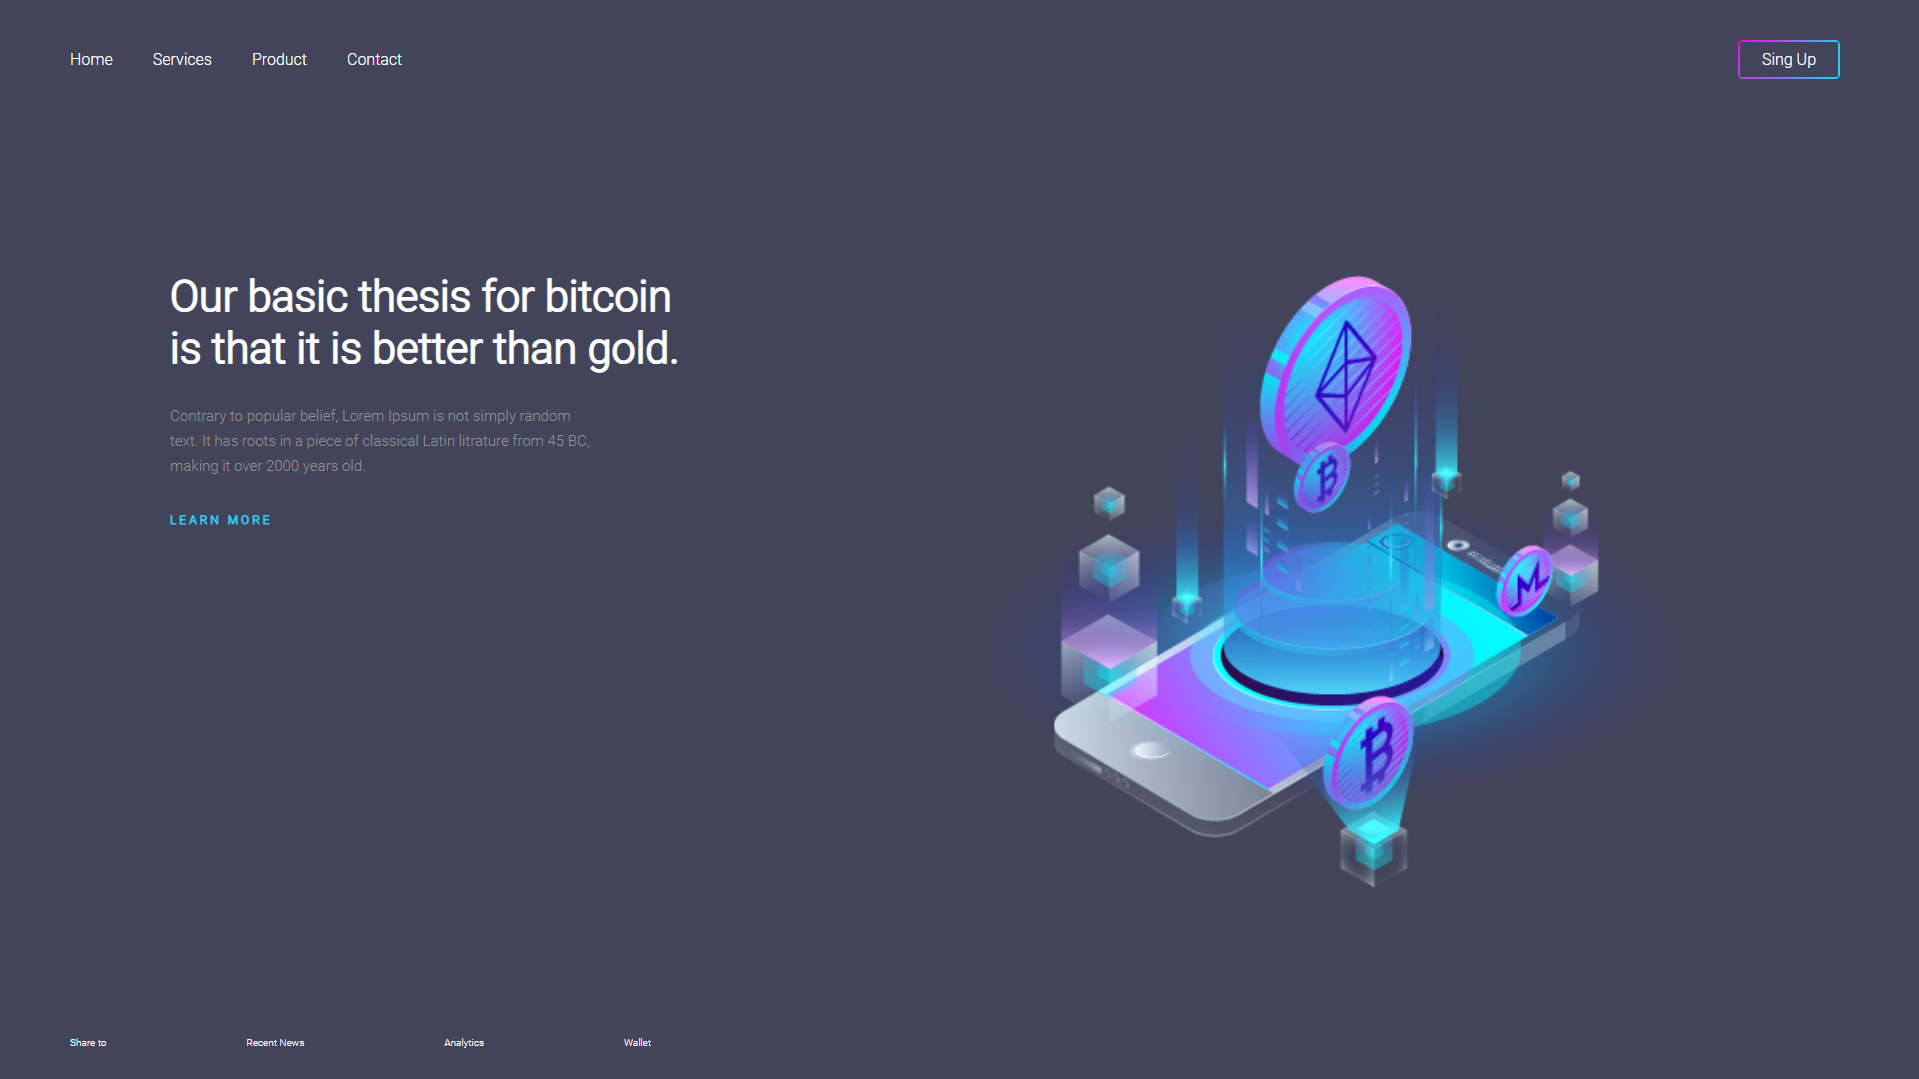 Home Services Product Contact Sing Up
Our basic thesis for bitcoin
is that it is better than gold.
Contrary to popular belief, Lorem Ipsum is not simply random
text. It has roots in a piece of classical Latin litrature from 45 BC,
making it over 2000 years old.
LEARN MORE
Share to Recent News Analytics Wallet